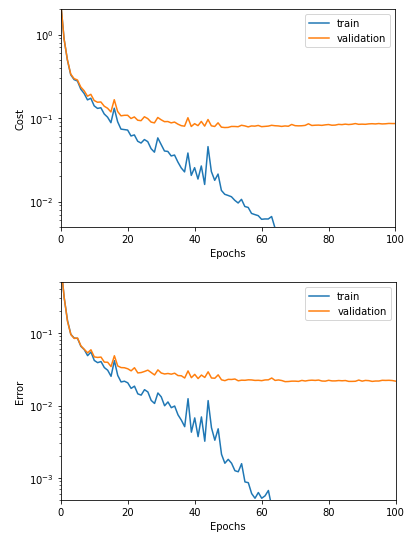 train
validation
10⁰
10⁻¹
10⁻²
Cost
0 20 40 60 80 100
Epochs
train
validation
10⁻¹
10⁻²
10⁻³
Error
0 20 40 60 80 100
Epochs